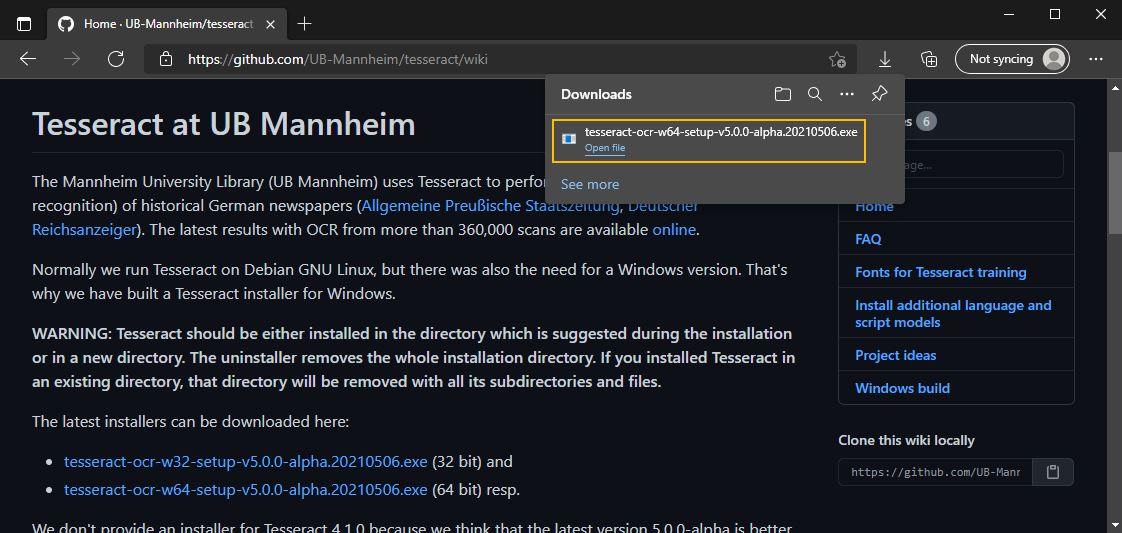 Home · UB-Mannheim/tesseract
https://github.com/UB-Mannheim/tesseract/wiki
Not syncing
Downloads
tesseract-ocr-w64-setup-v5.0.0-alpha.20210506.exe
Open file
See more
Tesseract at UB Mannheim
The Mannheim University Library (UB Mannheim) uses Tesseract to perfor
recognition) of historical German newspapers (Allgemeine Preußische Staatszeitung, Deutscher
Reichsanzeiger). The latest results with OCR from more than 360,000 scans are available online.
Normally we run Tesseract on Debian GNU Linux, but there was also the need for a Windows version. That's
why we have built a Tesseract installer for Windows.
WARNING: Tesseract should be either installed in the directory which is suggested during the installation
or in a new directory. The uninstaller removes the whole installation directory. If you installed Tesseract in
an existing directory, that directory will be removed with all its subdirectories and files.
The latest installers can be downloaded here:
• tesseract-ocr-w32-setup-v5.0.0-alpha.20210506.exe (32 bit) and
• tesseract-ocr-w64-setup-v5.0.0-alpha.20210506.exe (64 bit) resp.
We don't provide an installer for Tesseract 4.1.0 because we think that the latest version 5.0.0-alpha is better
es 6
age...
Home
FAQ
Fonts for Tesseract training
Install additional language and
script models
Project ideas
Windows build
Clone this wiki locally
https://github.com/UB-Manr